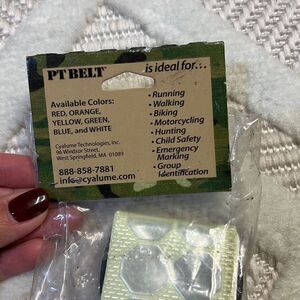 PT BELT is ideal for...
Available Colors:
RED, ORANGE,
YELLOW, GREEN,
BLUE, and WHITE
Cyalume Technologies, Inc.
96 Windsor Street,
West Springfield, MA 01089
888-858-7881
info@cyalume.com
• Running
• Walking
• Biking
• Motorcycling
• Hunting
• Child Safety
• Emergency
Marking
• Group
Identification